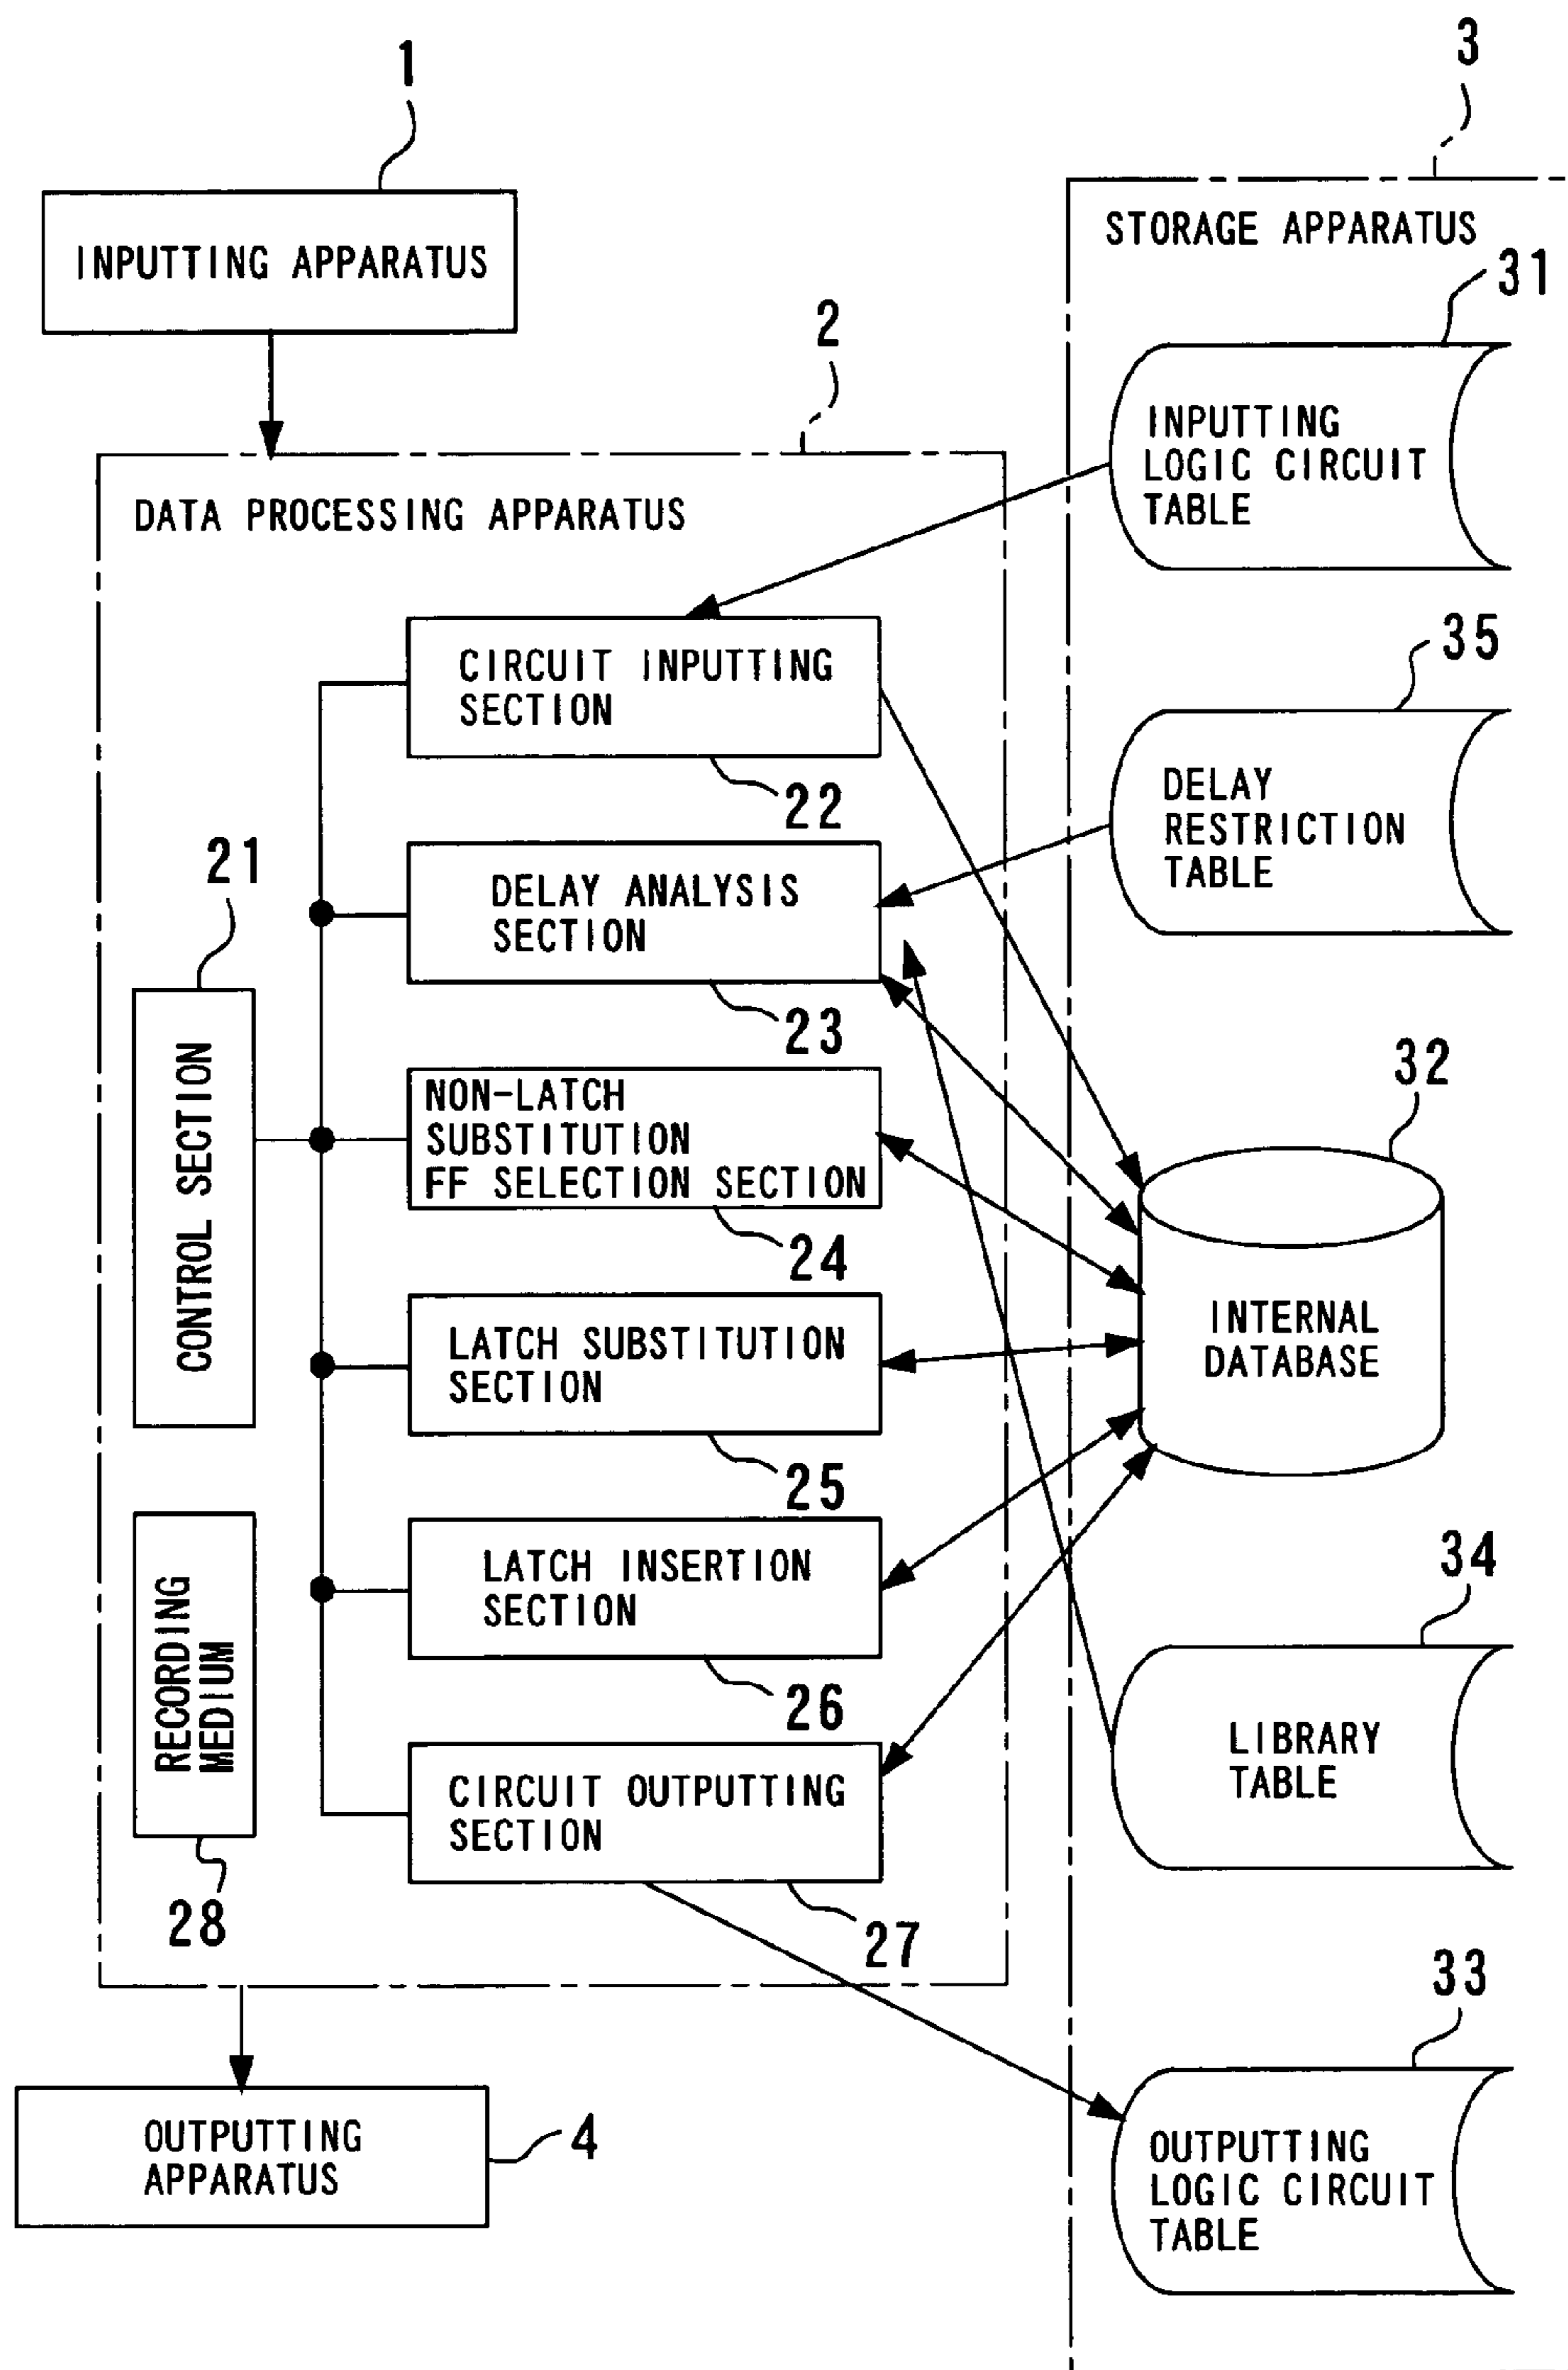 1
3
INPUTTING APPARATUS
STORAGE APPARATUS
31
2
INPUTTING
LOGIC CIRCUIT
TABLE
DATA PROCESSING APPARATUS
CIRCUIT INPUTTING
SECTION
22
35
DELAY
RESTRICTION
TABLE
21
DELAY ANALYSIS
SECTION
23
CONTROL SECTION
NON-LATCH
SUBSTITUTION
FF SELECTION SECTION
24
32
INTERNAL
DATABASE
LATCH SUBSTITUTION
SECTION
25
RECORDING
MEDIUM
28
LATCH INSERTION
SECTION
26
34
LIBRARY
TABLE
CIRCUIT OUTPUTTING
SECTION
27
33
OUTPUTTING
LOGIC CIRCUIT
TABLE
OUTPUTTING
APPARATUS
4